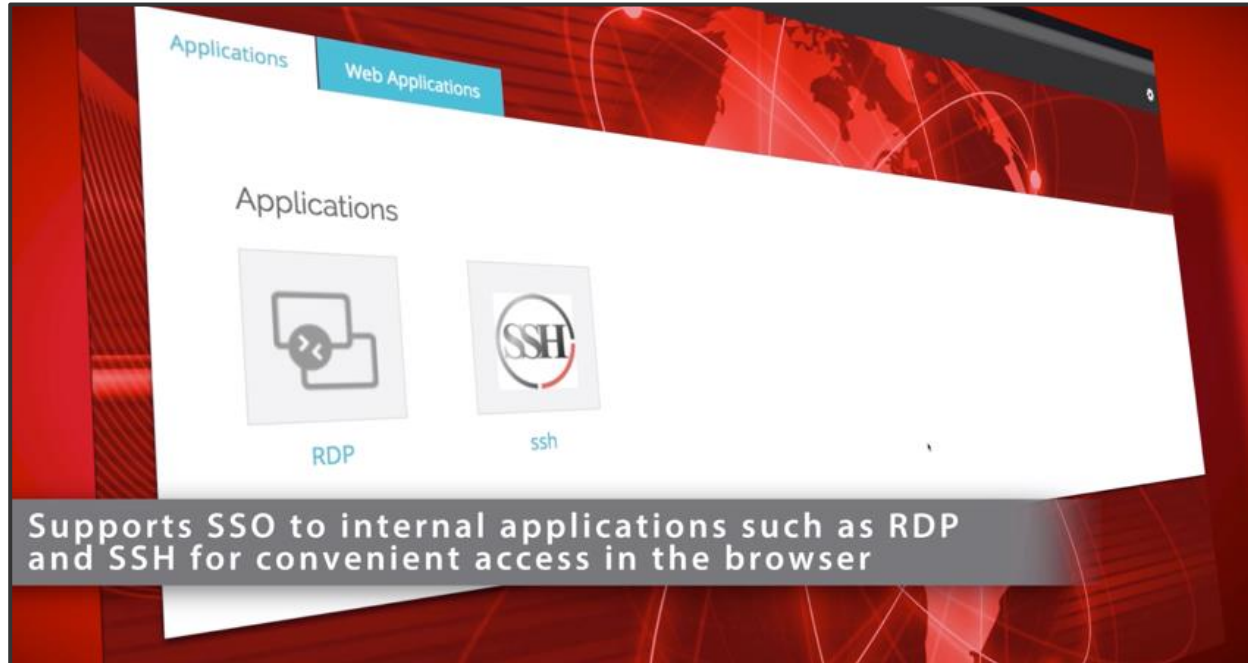 Applications
Web Applications
Applications
SSH
RDP
ssh
Supports SSO to internal applications such as RDP
and SSH for convenient access in the browser